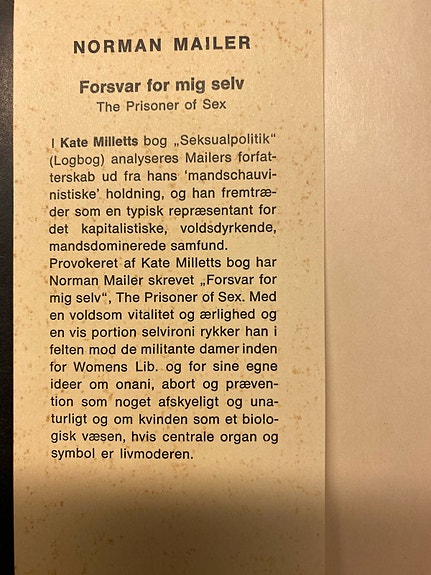 NORMAN MAILER
Forsvar for mig selv
The Prisoner of Sex
I Kate Milletts bog „Seksualpolitik"
(Logbog) analyseres Mailers forfat-
terskab ud fra hans 'mandschauvi-
nistiske' holdning, og han fremtræ-
der som en typisk repræsentant for
det kapitalistiske, voldsdyrkende,
mandsdominerede samfund.
Provokeret af Kate Milletts bog har
Norman Mailer skrevet „Forsvar for
mig selv", The Prisoner of Sex. Med
en voldsom vitalitet og ærlighed og
en vis portion selvironi rykker han i
felten mod de militante damer inden
for Womens Lib. og for sine egne
ideer om onani, abort og præven-
tion som noget afskyeligt og una-
turligt og om kvinden som et biolo-
gisk væsen, hvis centrale organ og
symbol er livmoderen.